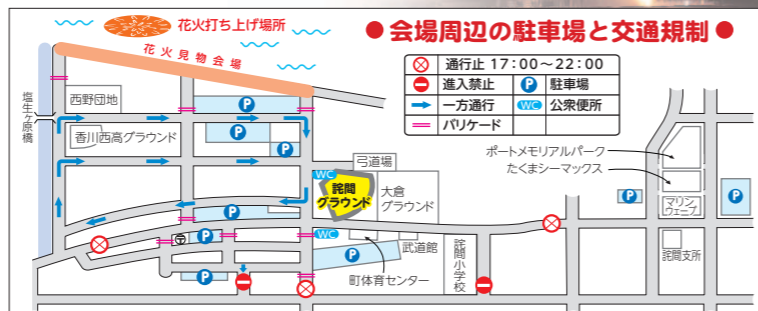 花火打ち上げ場所
●会場周辺の駐車場と交通規制●
花火見物会場
通行止 17:00～22:00
進入禁止
P 駐車場
一方通行
WC 公衆便所
バリケード
塩生ヶ原橋
西野団地
P
香川西高グラウンド
P
P
弓道場
WC
詫間
グラウンド
大倉
グラウンド
ポートメモリアルパーク
たくまシーマックス
P
マリン
ウェーブ
P
P
〒
P
WC
P
武道館
町体育センター
詫間小学校
詫間支所
P